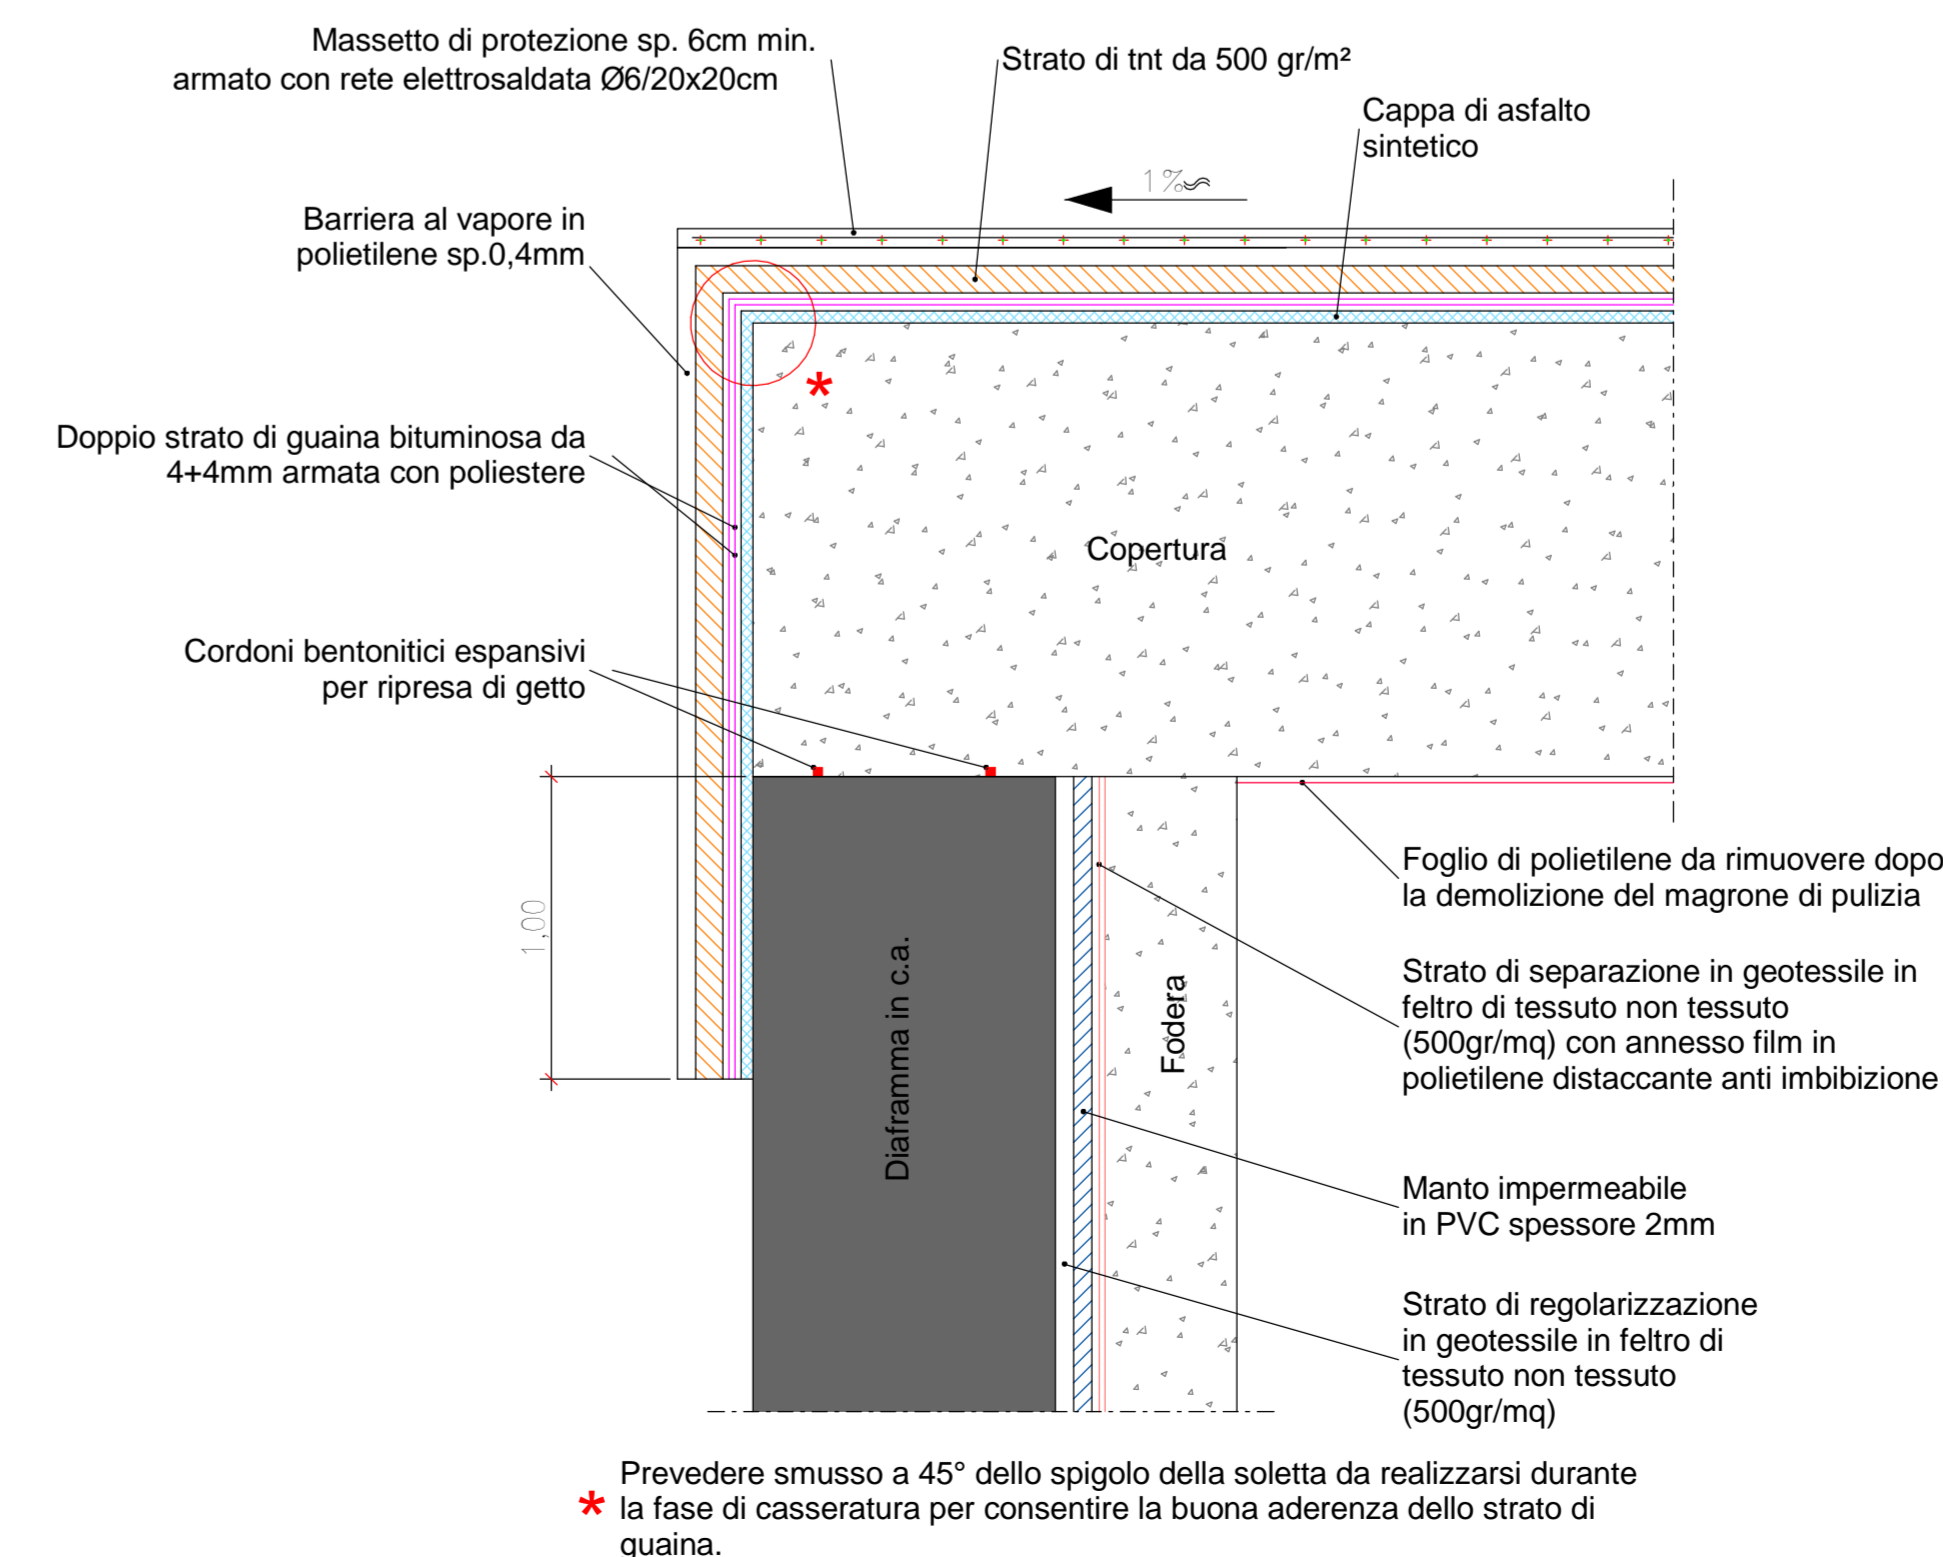 Massetto di protezione sp. 6cm min.
armato con rete elettrosaldata Ø6/20x20cm
Strato di tnt da 500 gr/m²
Cappa di asfalto
sintetico
1%
Barriera al vapore in
polietilene sp.0,4mm
Doppio strato di guaina bituminosa da
4+4mm armata con poliestere
Copertura
Cordoni bentonitici espansivi
per ripresa di getto
1,00
Diaframma in c.a.
Fodera
Foglio di polietilene da rimuovere dopo
la demolizione del magrone di pulizia
Strato di separazione in geotessile in
feltro di tessuto non tessuto
(500gr/mq) con annesso film in
polietilene distaccante anti imbibizione
Manto impermeabile
in PVC spessore 2mm
Strato di regolarizzazione
in geotessile in feltro di
tessuto non tessuto
(500gr/mq)
* Prevedere smusso a 45° dello spigolo della soletta da realizzarsi durante
la fase di casseratura per consentire la buona aderenza dello strato di
guaina.